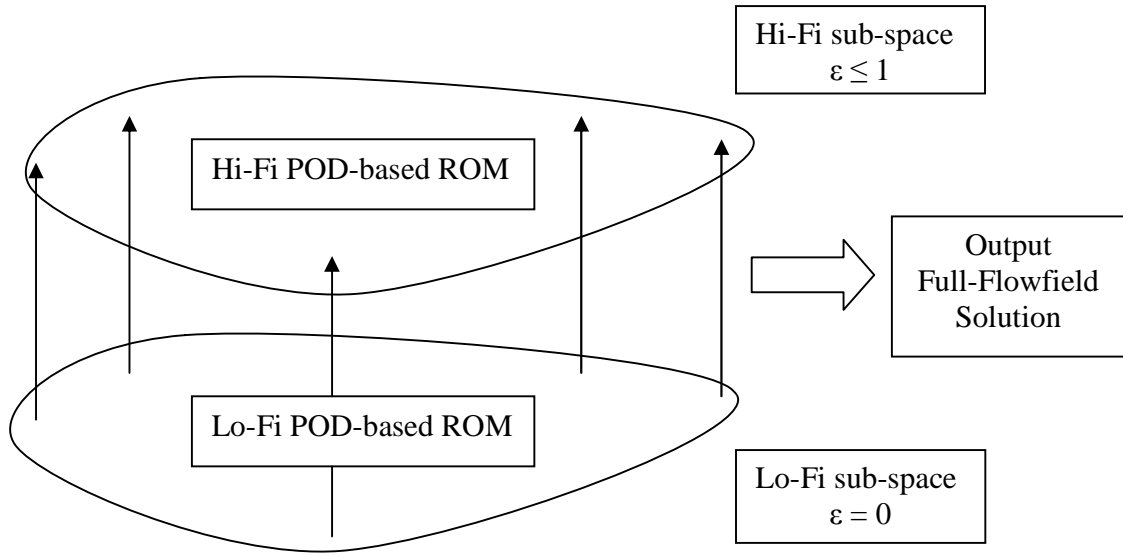 Hi-Fi sub-space
ε ≤ 1
Hi-Fi POD-based ROM
Output
Full-Flowfield
Solution
Lo-Fi POD-based ROM
Lo-Fi sub-space
ε = 0